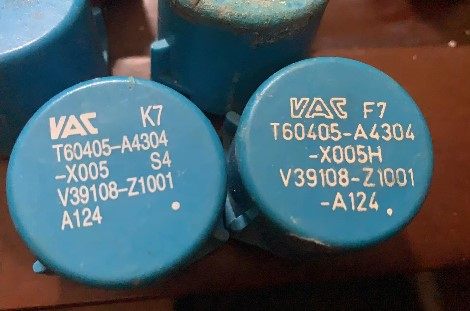 VAC K7
T60405-A4304
-X005 S4
V39108-Z1001
A124
VAC F7
T60405-A4304
-X005H
V39108-Z1001
-A124